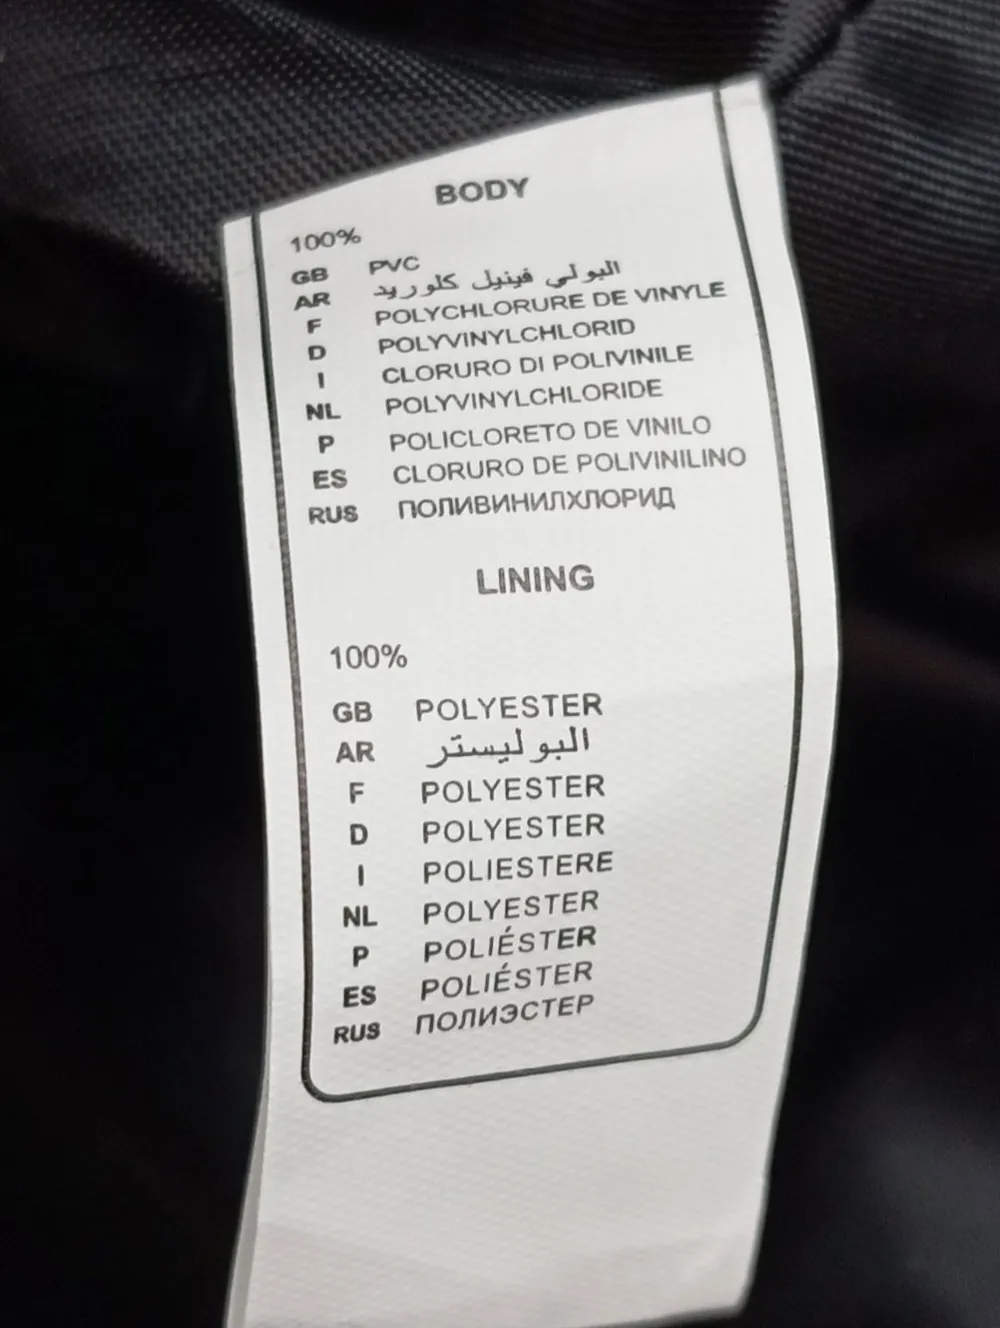 BODY
100%
GB PVC
AR البولي فينيل كلوريد
F POLYCHLORURE DE VINYLE
D POLYVINYLCHLORID
I CLORURO DI POLIVINILE
NL POLYVINYLCHLORIDE
P POLICLORETO DE VINILO
ES CLORURO DE POLIVINILINO
RUS ПОЛИВИНИЛХЛОРИД
LINING
100%
GB POLYESTER
AR البوليستر
F POLYESTER
D POLYESTER
I POLIESTERE
NL POLYESTER
P POLIÉSTER
ES POLIÉSTER
RUS ПОЛИЭСТЕР